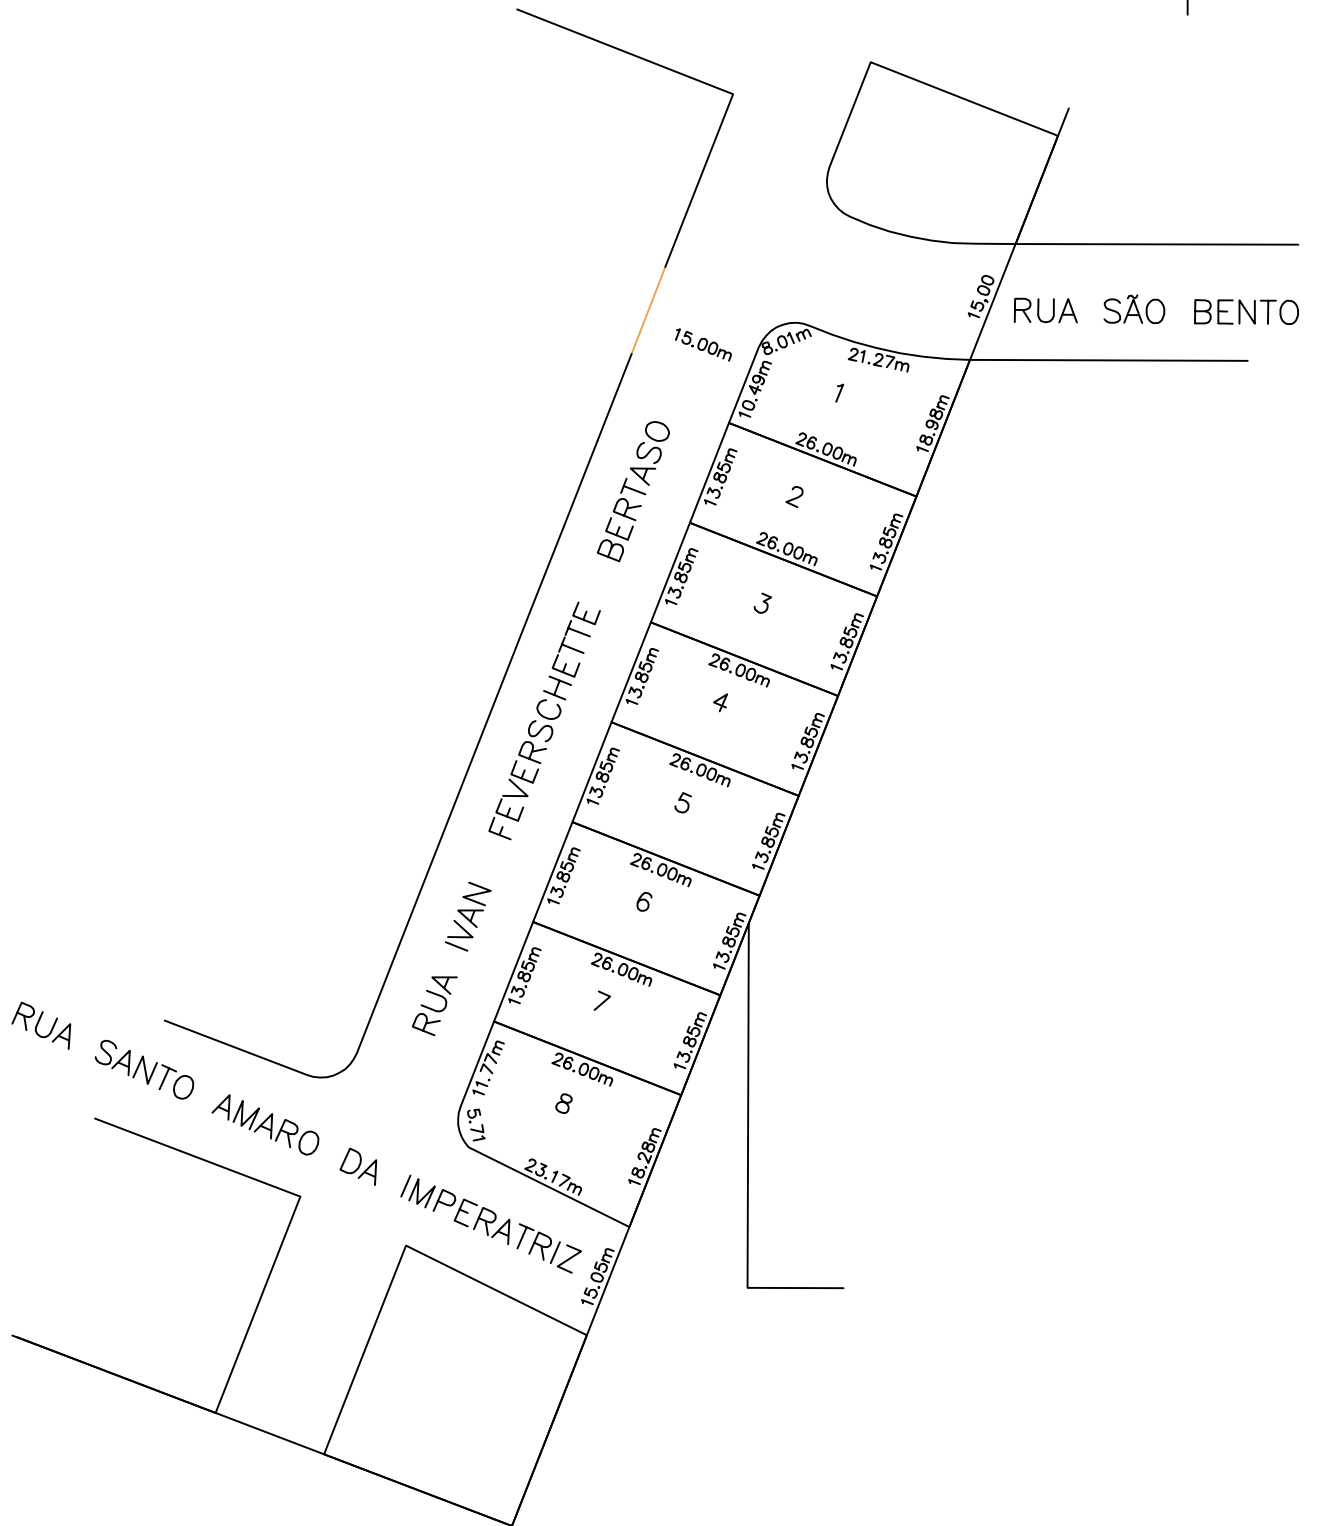 15,00
RUA SÃO BENTO
15.00m
8.01m
21.27m
10.49m
1
18.98m
26.00m
13.85m
2
13.85m
26.00m
13.85m
3
13.85m
26.00m
13.85m
4
13.85m
26.00m
13.85m
5
13.85m
26.00m
13.85m
6
13.85m
26.00m
13.85m
7
13.85m
26.00m
11.77m
8
5.71
18.28m
23.17m
15.05m
RUA IVAN FEVERSCHETTE BERTASO
RUA SANTO AMARO DA IMPERATRIZ